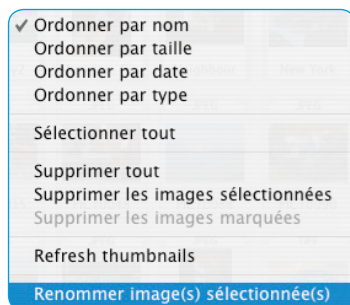 ✓ Ordonner par nom
Ordonner par taille
Ordonner par date
Ordonner par type
Sélectionner tout
Supprimer tout
Supprimer les images sélectionnées
Supprimer les images marquées
Refresh thumbnails
Renommer image(s) sélectionnée(s)